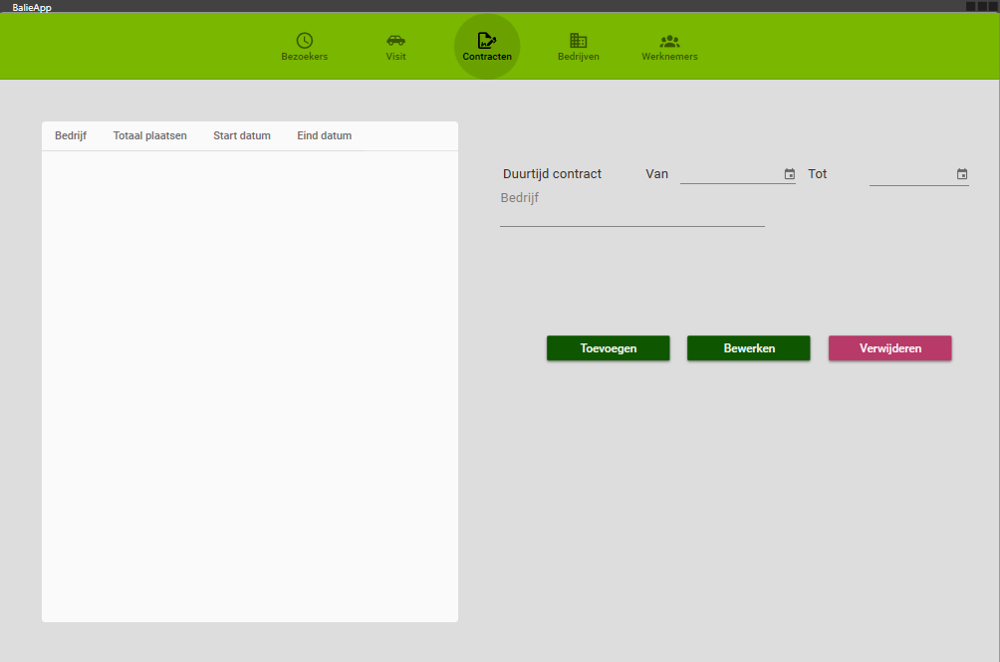 BalieApp
Bezoekers Visit Contracten Bedrijven Werknemers
Bedrijf Totaal plaatsen Start datum Eind datum
Duurtijd contract Van Tot
Bedrijf
Toevoegen Bewerken Verwijderen